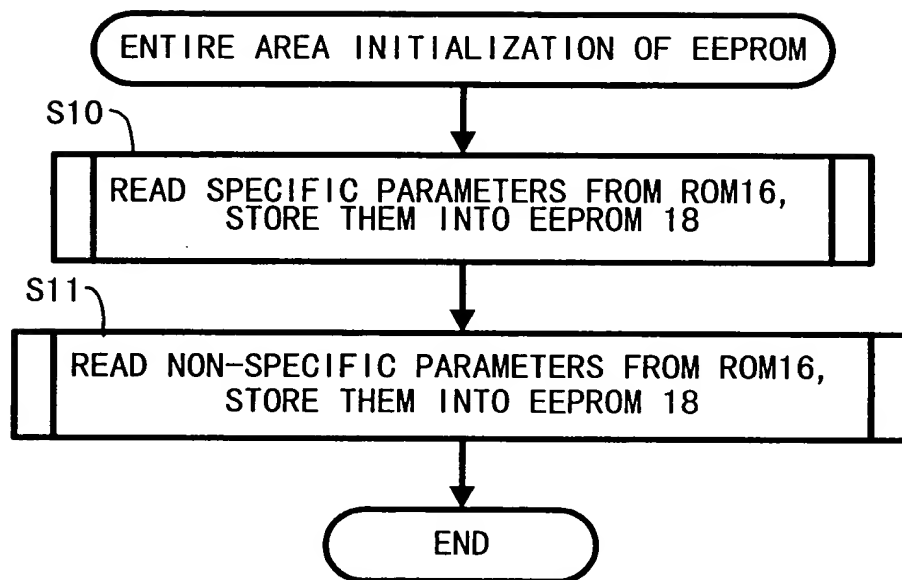 ENTIRE AREA INITIALIZATION OF EEPROM
S10
READ SPECIFIC PARAMETERS FROM ROM16,
STORE THEM INTO EEPROM 18
S11
READ NON-SPECIFIC PARAMETERS FROM ROM16,
STORE THEM INTO EEPROM 18
END